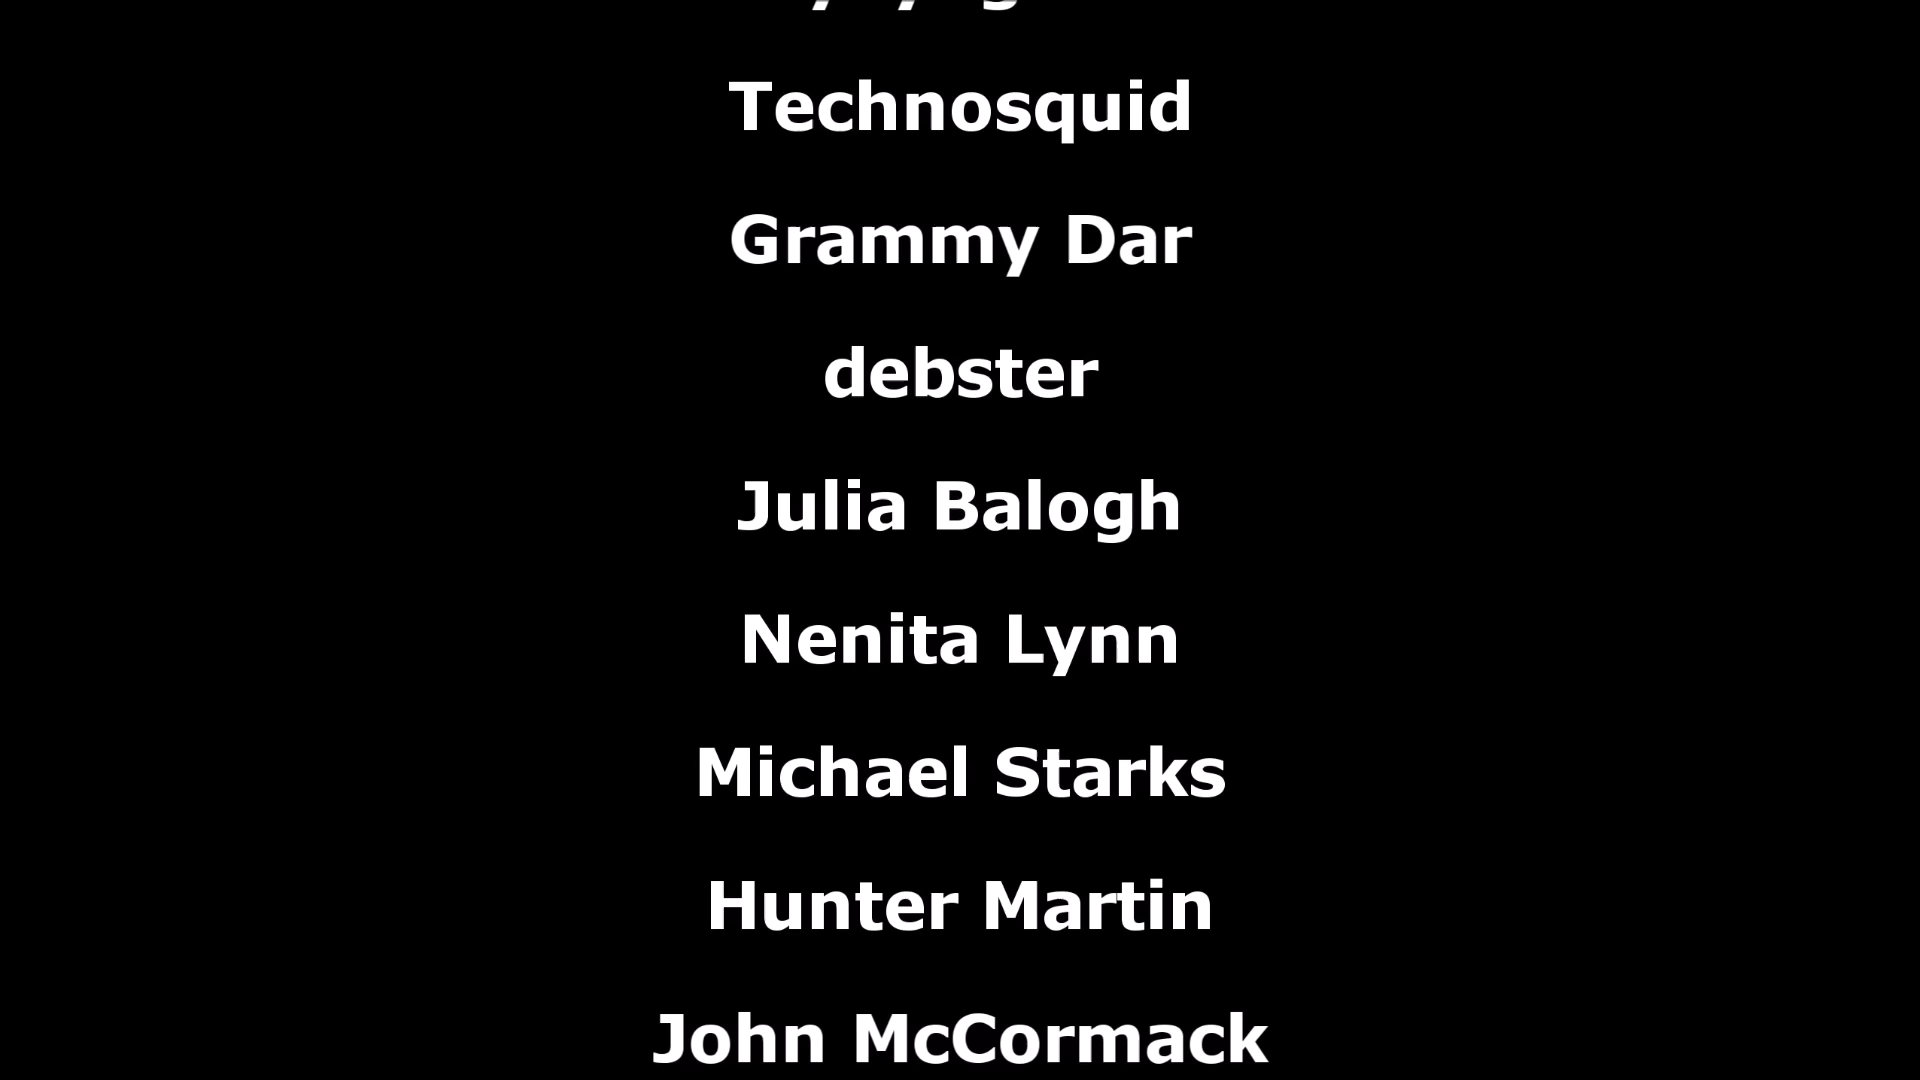 Technosquid
Grammy Dar
debster
Julia Balogh
Nenita Lynn
Michael Starks
Hunter Martin
John McCormack